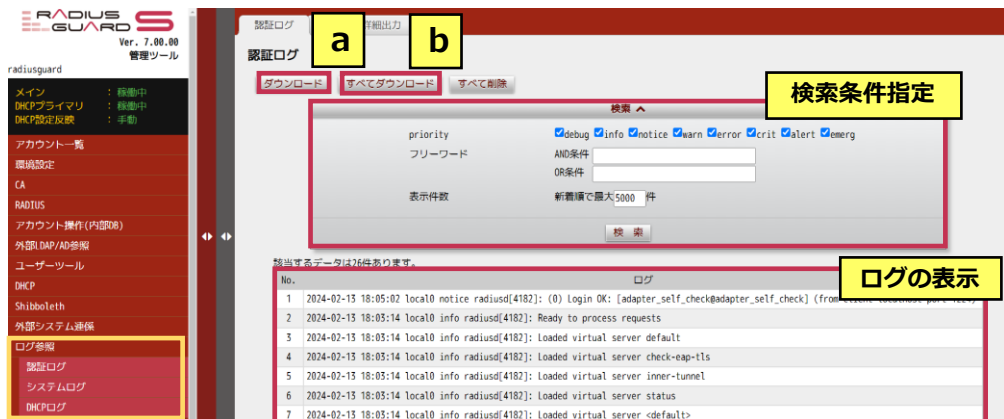 RADIUS
GUARD S
Ver. 7.00.00
管理ツール
radiusguard
メイン : 稼働中
DHCPプライマリ : 稼働中
DHCP設定反映 : 手動
アカウント一覧
環境設定
CA
RADIUS
アカウント操作(内部DB)
外部LDAP/AD参照
ユーザーツール
DHCP
Shibboleth
外部システム連係
ログ参照
認証ログ
システムログ
DHCPログ
認証ログ
詳細出力
a
b
認証ログ
ダウンロード すべてダウンロード すべて削除
検索条件指定
検索
priority debug info notice warn error crit alert emerg
フリーワード AND条件
OR条件
表示件数 新着順で最大 5000 件
検 索
該当するデータは26件あります。
ログの表示
No. ログ
1 2024-02-13 18:05:02 local0 notice radiusd[4182]: (0) Login OK: [adapter_self_check@adapter_self_check] (from client localhost port 1224)
2 2024-02-13 18:03:14 local0 info radiusd[4182]: Ready to process requests
3 2024-02-13 18:03:14 local0 info radiusd[4182]: Loaded virtual server default
4 2024-02-13 18:03:14 local0 info radiusd[4182]: Loaded virtual server check-eap-tls
5 2024-02-13 18:03:14 local0 info radiusd[4182]: Loaded virtual server inner-tunnel
6 2024-02-13 18:03:14 local0 info radiusd[4182]: Loaded virtual server status
7 2024-02-13 18:03:14 local0 info radiusd[4182]: Loaded virtual server <default>